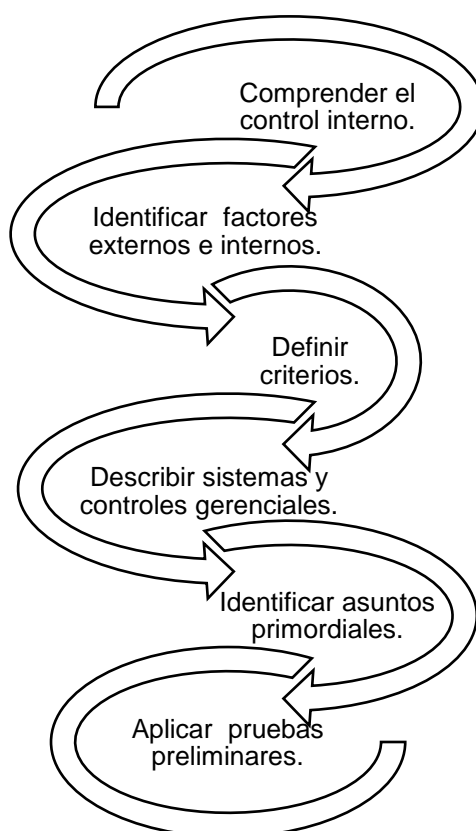 Comprender el
control interno.
Identificar factores
externos e internos.
Definir
criterios.
Describir sistemas y
controles gerenciales.
Identificar asuntos
primordiales.
Aplicar pruebas
preliminares.